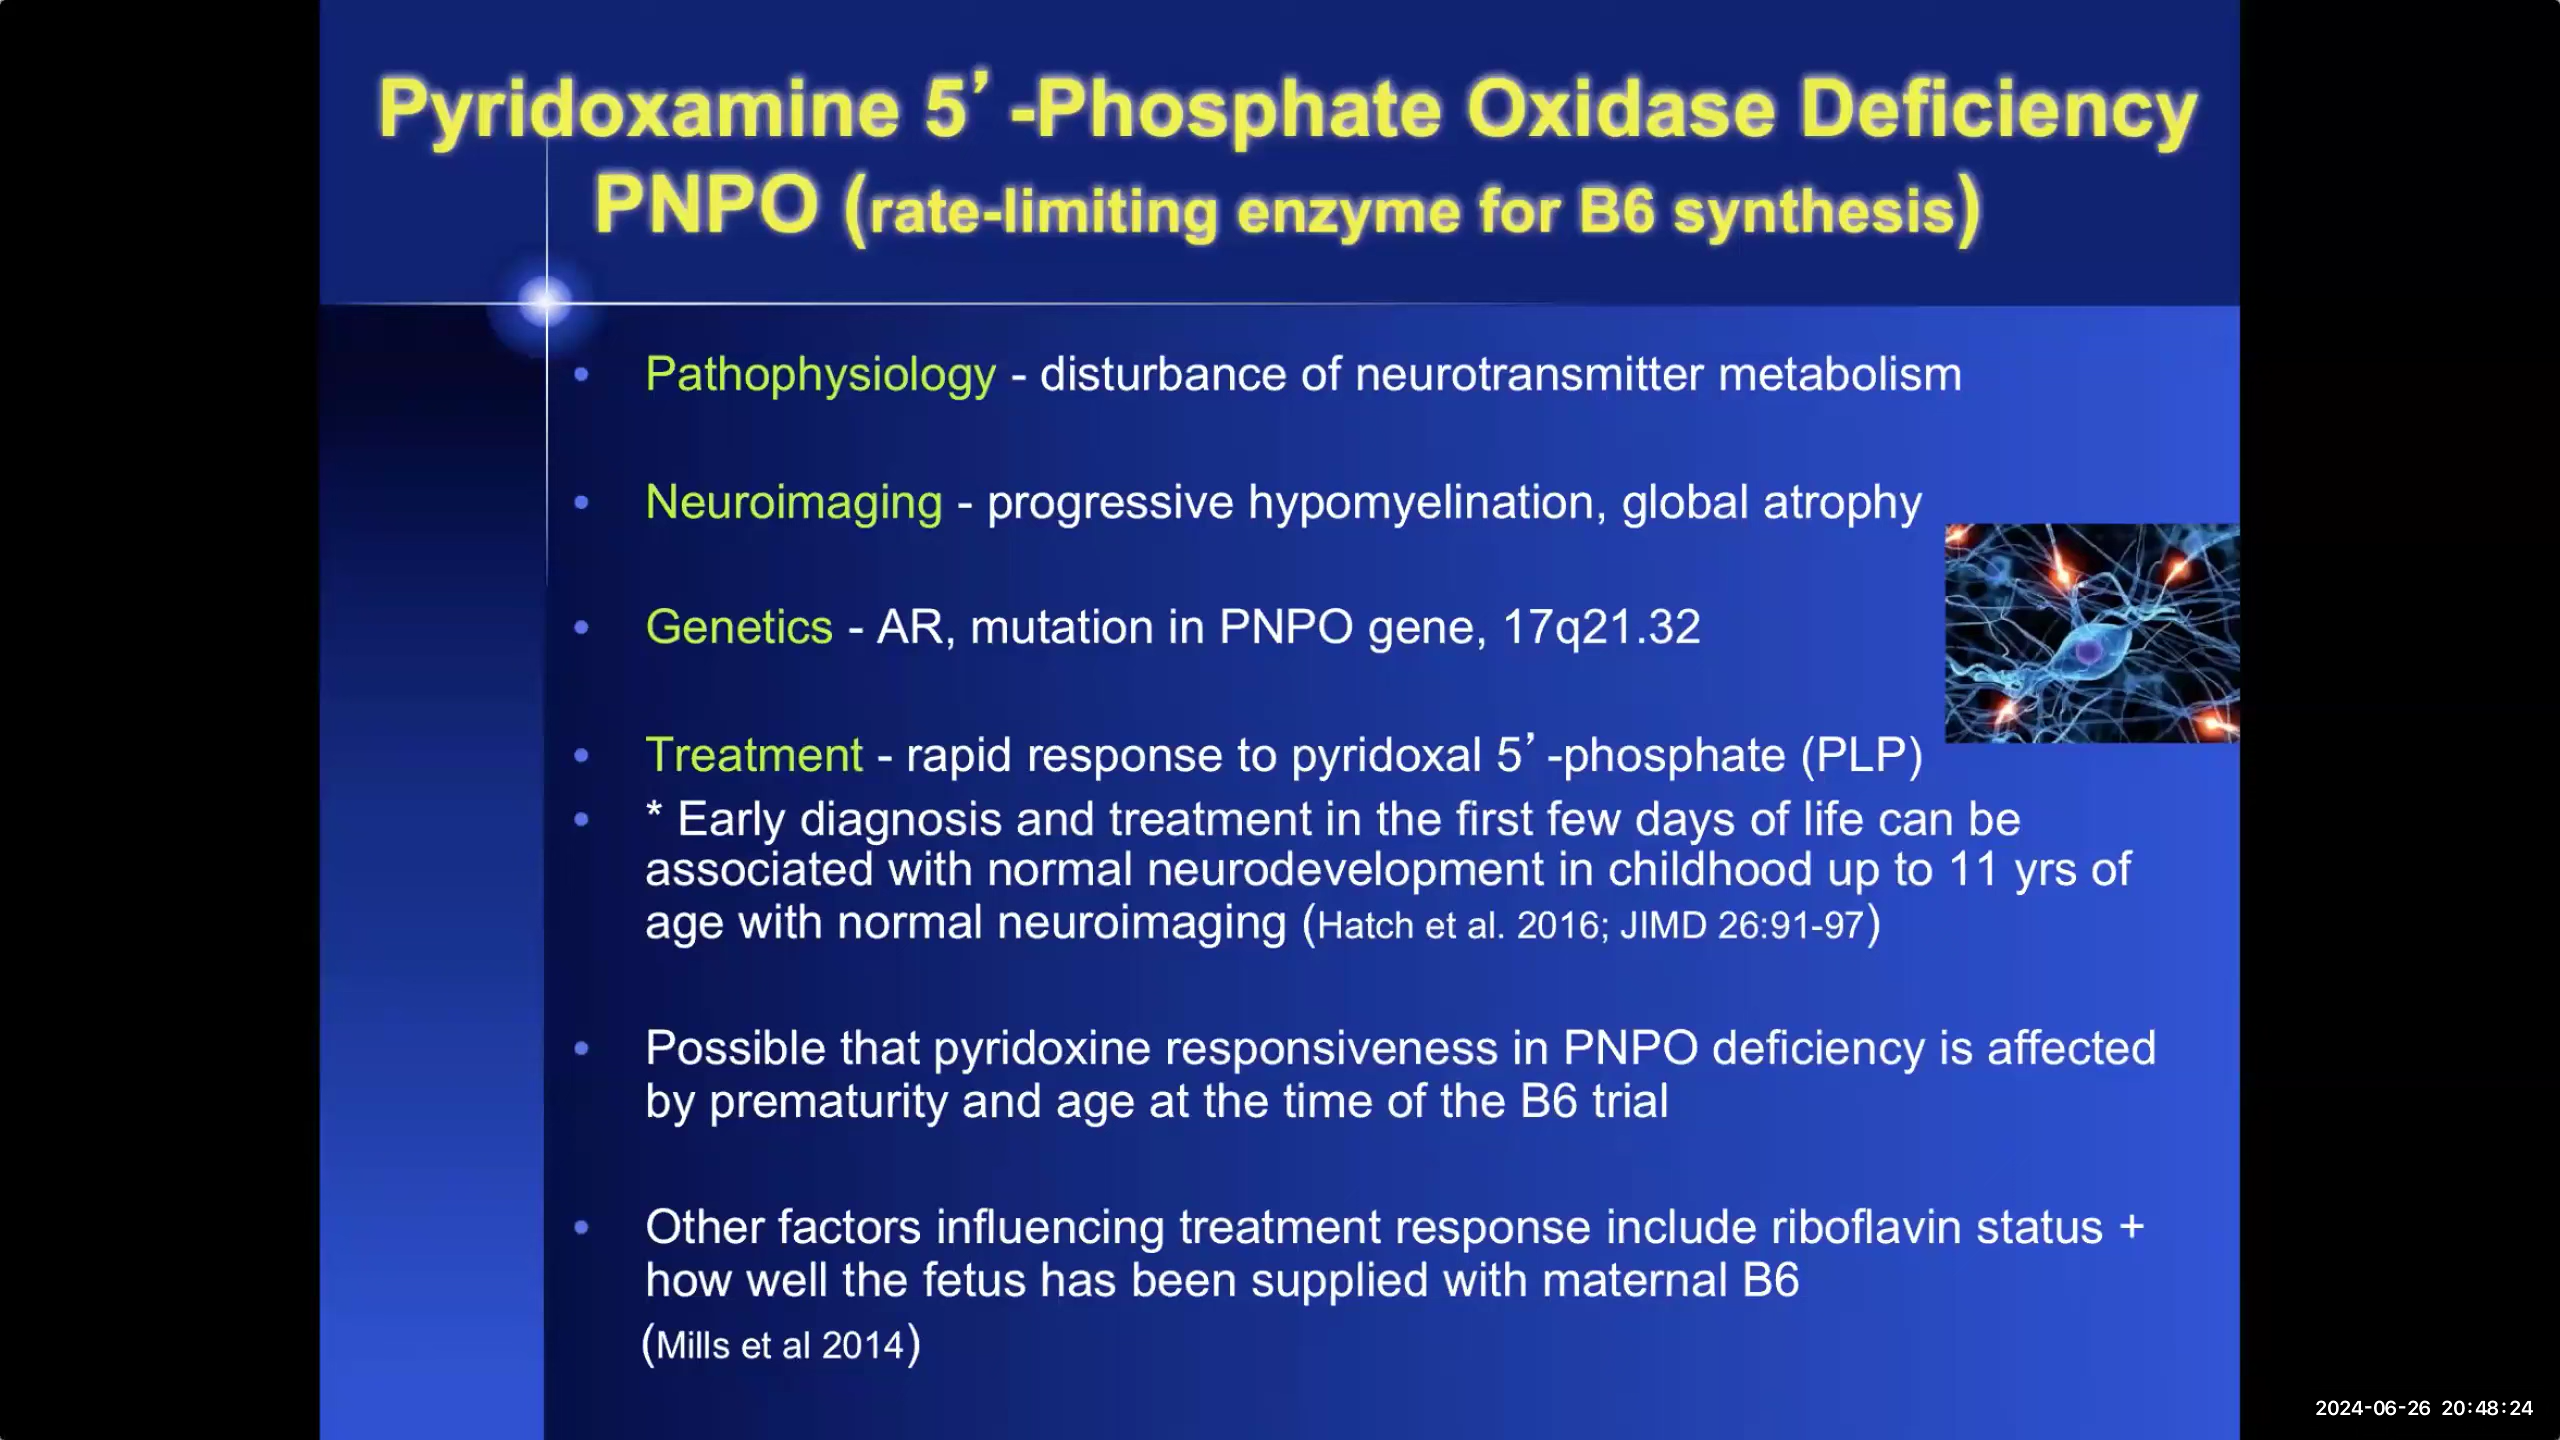 Pyridoxamine 5’ -Phosphate Oxidase Deficiency
PNPO (rate-limiting enzyme for B6 synthesis)
• Pathophysiology - disturbance of neurotransmitter metabolism
• Neuroimaging - progressive hypomyelination, global atrophy
• Genetics - AR, mutation in PNPO gene, 17q21.32
• Treatment - rapid response to pyridoxal 5’ -phosphate (PLP)
• * Early diagnosis and treatment in the first few days of life can be
associated with normal neurodevelopment in childhood up to 11 yrs of
age with normal neuroimaging (Hatch et al. 2016; JIMD 26:91-97)
• Possible that pyridoxine responsiveness in PNPO deficiency is affected
by prematurity and age at the time of the B6 trial
• Other factors influencing treatment response include riboflavin status +
how well the fetus has been supplied with maternal B6
(Mills et al 2014)
2024-06-26 20:48:24